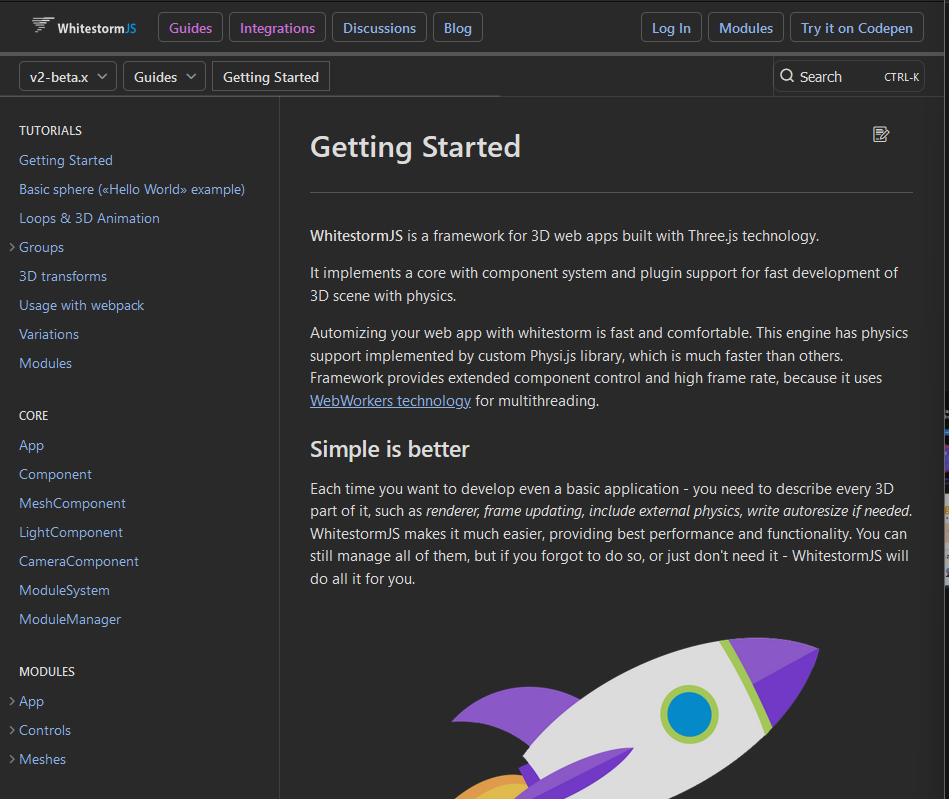 WhitestormJS
Guides
Integrations
Discussions
Blog
Log In
Modules
Try it on Codepen
v2-beta.x
Guides
Getting Started
Search
CTRL-K
TUTORIALS
Getting Started
Basic sphere («Hello World» example)
Loops & 3D Animation
Groups
3D transforms
Usage with webpack
Variations
Modules
CORE
App
Component
MeshComponent
LightComponent
CameraComponent
ModuleSystem
ModuleManager
MODULES
App
Controls
Meshes
Getting Started
WhitestormJS is a framework for 3D web apps built with Three.js technology.
It implements a core with component system and plugin support for fast development of
3D scene with physics.
Automizing your web app with whitestorm is fast and comfortable. This engine has physics
support implemented by custom Physi.js library, which is much faster than others.
Framework provides extended component control and high frame rate, because it uses
WebWorkers technology for multithreading.
Simple is better
Each time you want to develop even a basic application - you need to describe every 3D
part of it, such as renderer, frame updating, include external physics, write autoresize if needed.
WhitestormJS makes it much easier, providing best performance and functionality. You can
still manage all of them, but if you forgot to do so, or just don't need it - WhitestormJS will
do all it for you.